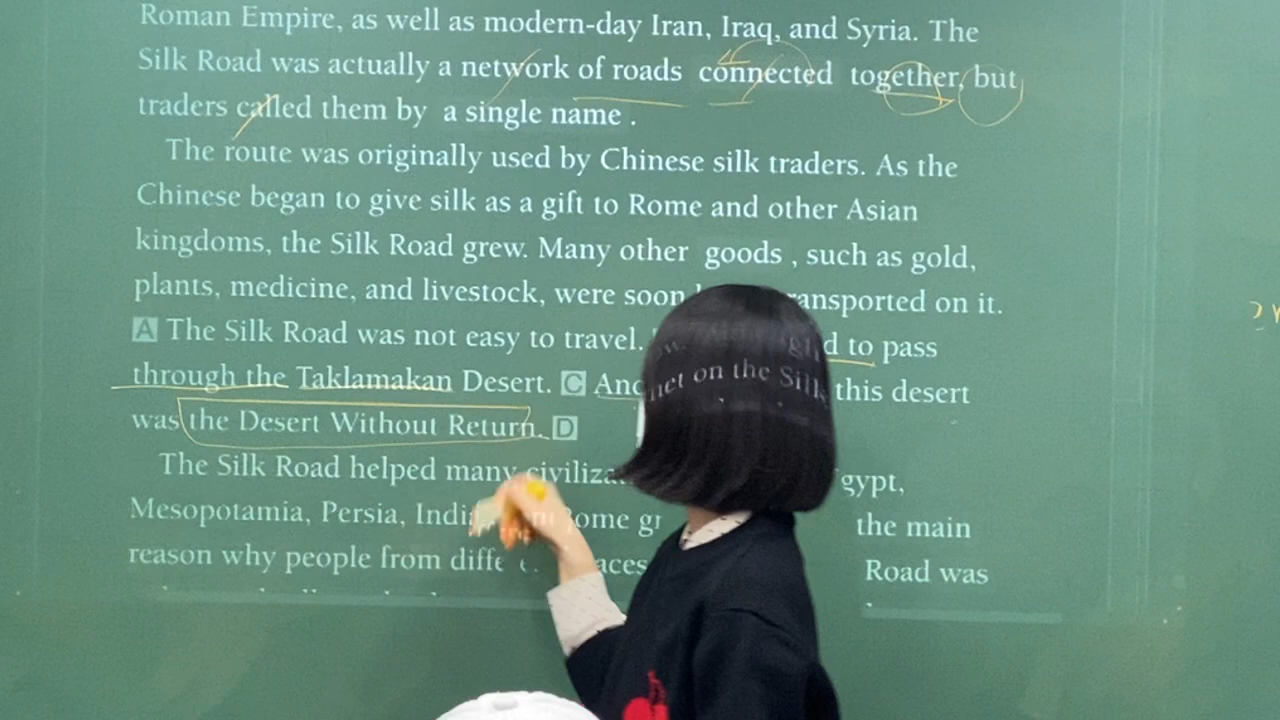 Roman Empire, as well as modern-day Iran, Iraq, and Syria. The
Silk Road was actually a network of roads connected together, but
traders called them by a single name .
The route was originally used by Chinese silk traders. As the
Chinese began to give silk as a gift to Rome and other Asian
kingdoms, the Silk Road grew. Many other goods , such as gold,
plants, medicine, and livestock, were soon transported on it.
A The Silk Road was not easy to travel. to pass
through the Taklamakan Desert. C And this desert
was the Desert Without Return. D
The Silk Road helped many
Mesopotamia, Persia, the main
reason why people from Road was